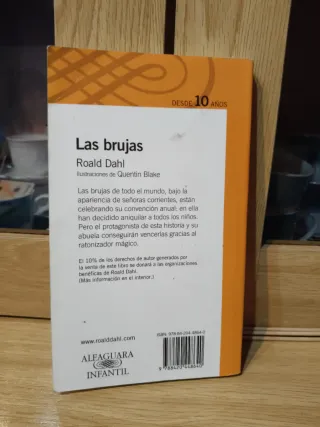 DESDE 10 AÑOS
Las brujas
Roald Dahl
Ilustraciones de Quentin Blake
Las brujas de todo el mundo, bajo la
apariencia de señoras corrientes, están
celebrando su convención anual: en ella
han decidido aniquilar a todos los niños.
Pero el protagonista de esta historia y su
abuela conseguirán vencerlas gracias al
ratonizador mágico.
El 10% de los derechos de autor generados por
la venta de este libro se donará a las organizaciones
benéficas de Roald Dahl.
(Más información en el interior.)
www.roalddahl.com
ALFAGUARA
INFANTIL